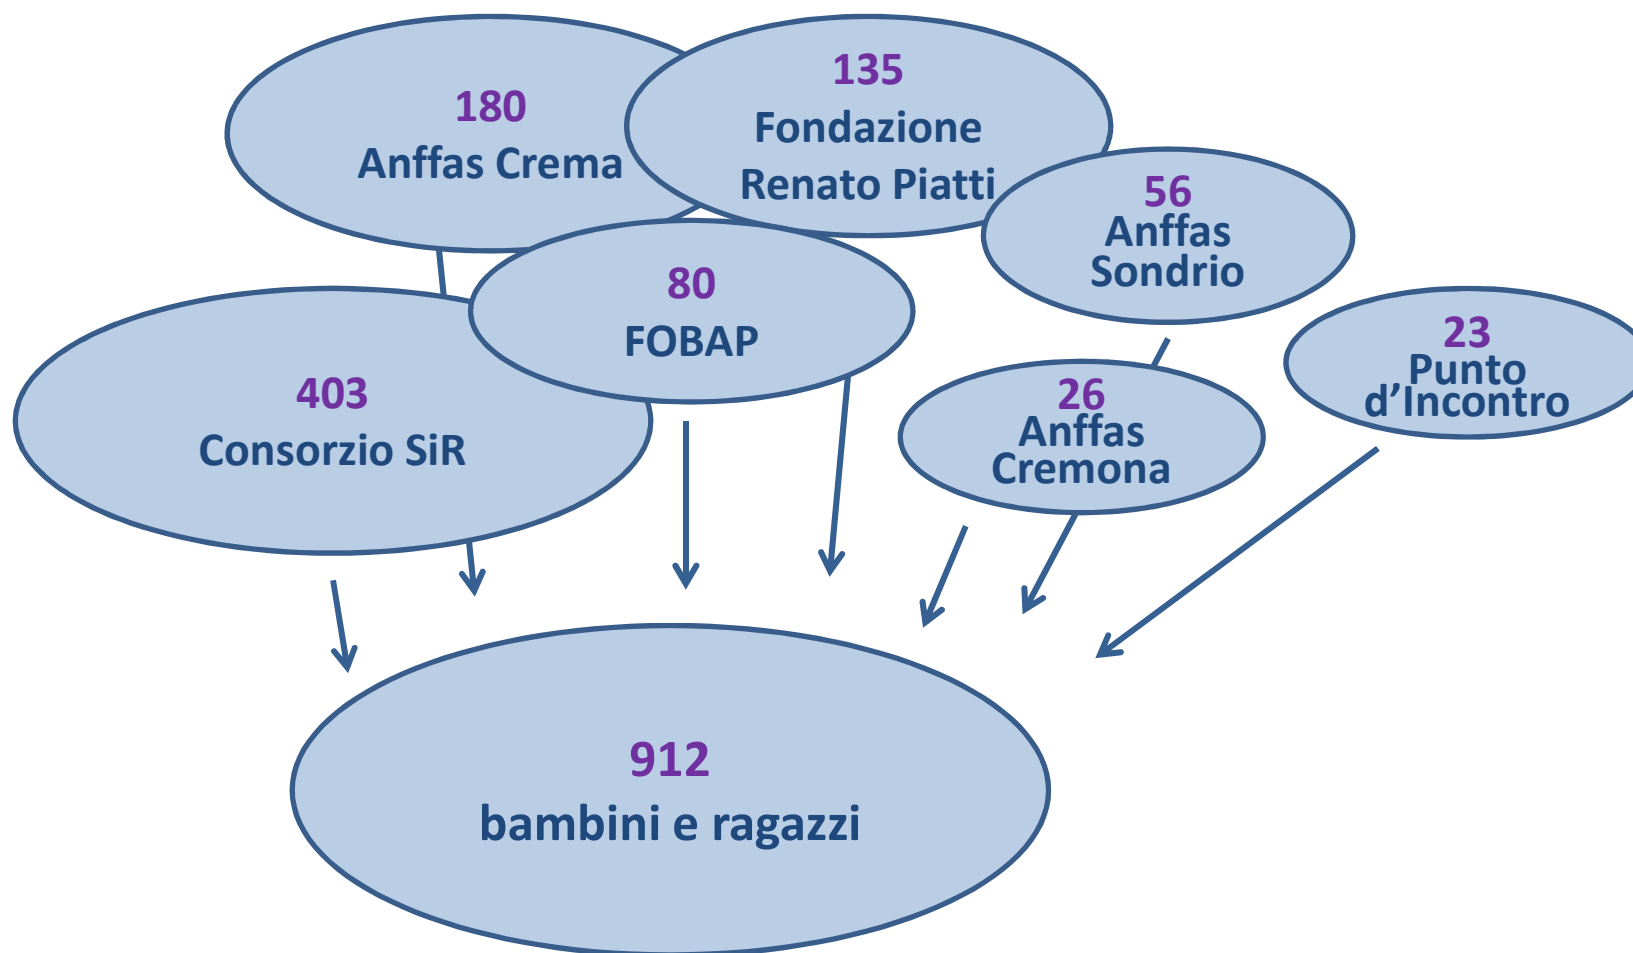 180
Anffas Crema
135
Fondazione
Renato Piatti
56
Anffas
Sondrio
80
FOBAP
23
Punto
d’Incontro
403
Consorzio SiR
26
Anffas
Cremona
912
bambini e ragazzi